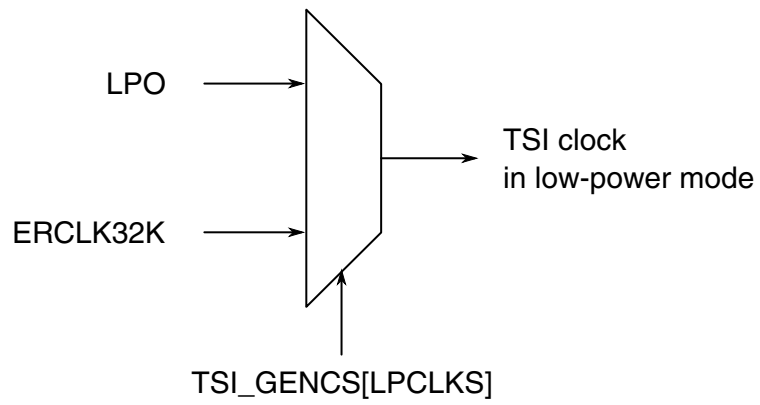 LPO
TSI clock
in low-power mode
ERCLK32K
TSI_GENCS[LPCLKS]